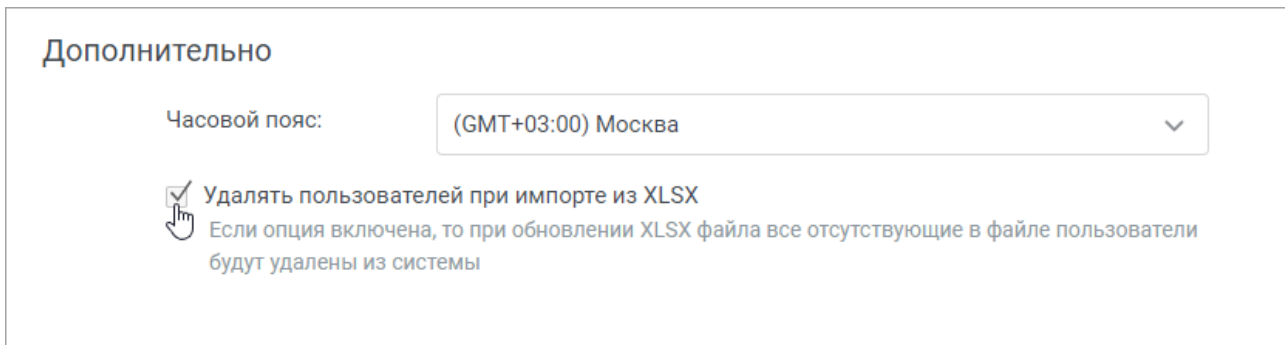 Дополнительно
Часовой пояс:
(GMT+03:00) Москва
Удалять пользователей при импорте из XLSX
Если опция включена, то при обновлении XLSX файла все отсутствующие в файле пользователи
будут удалены из системы